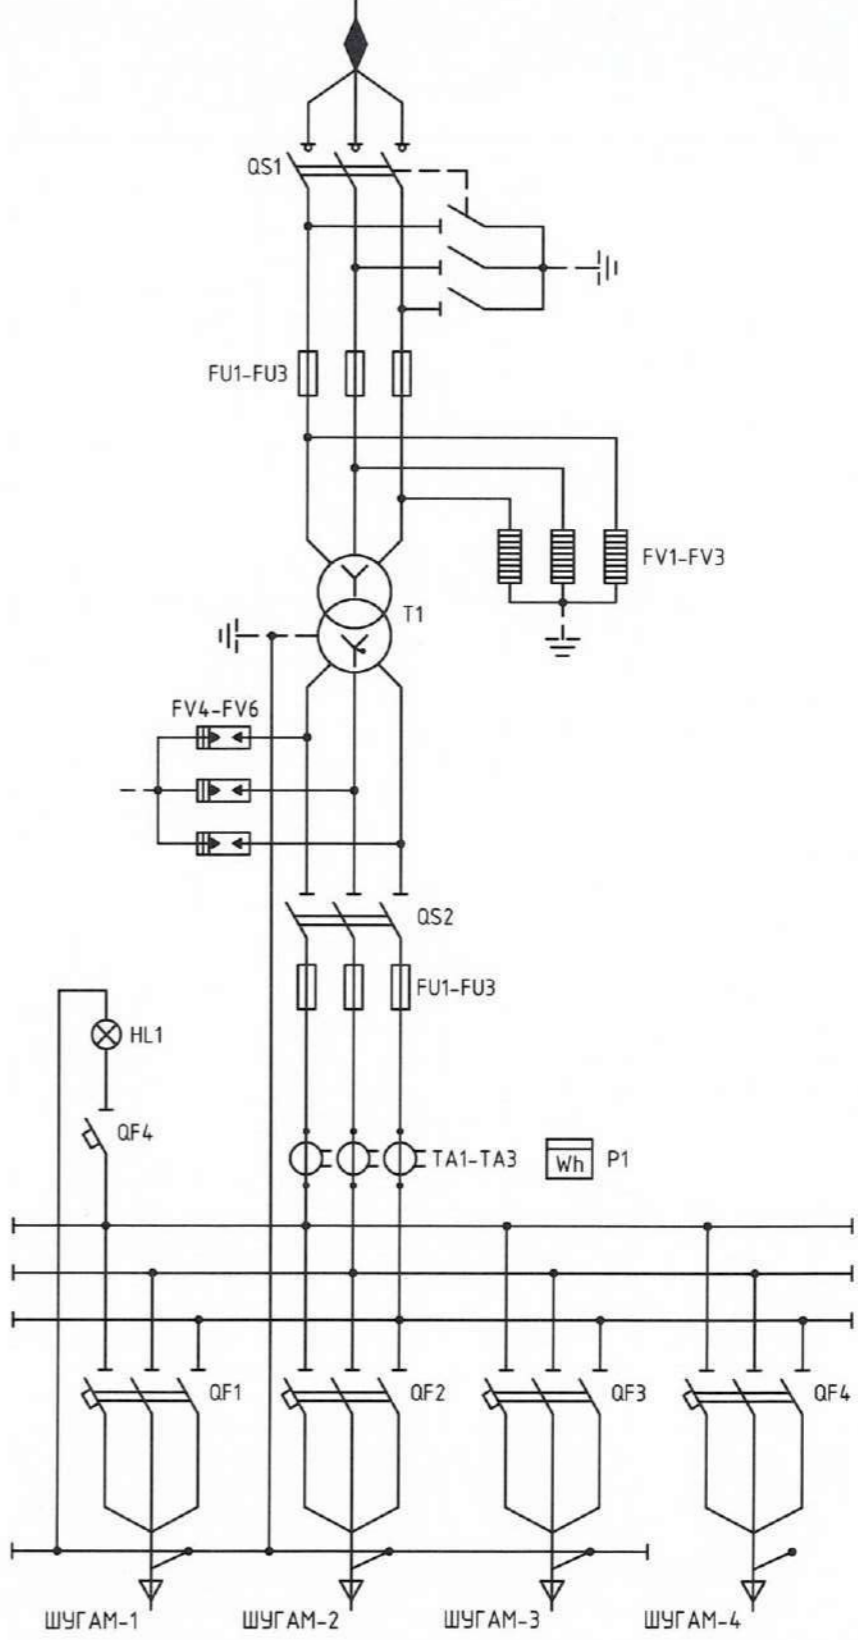 QS1
FU1-FU3
FV1-FV3
T1
FV4-FV6
QS2
FU1-FU3
HL1
QF4
TA1-TA3
Wh
P1
QF1
QF2
QF3
QF4
ШУГАМ-1
ШУГАМ-2
ШУГАМ-3
ШУГАМ-4